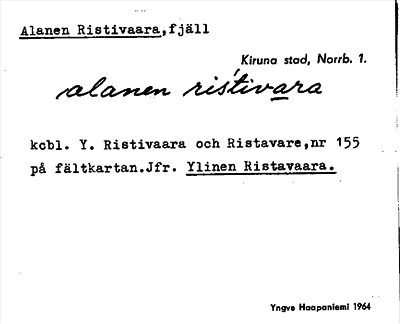 Alanen Ristivaara,fjäll
Kiruna stad, Norrb. l.
alanen ristivara
kobl. Y. Ristivaara och Ristavare,nr 155
på fältkartan.Jfr. Ylinen Ristavaara.
Yngve Haapaniemi 1964